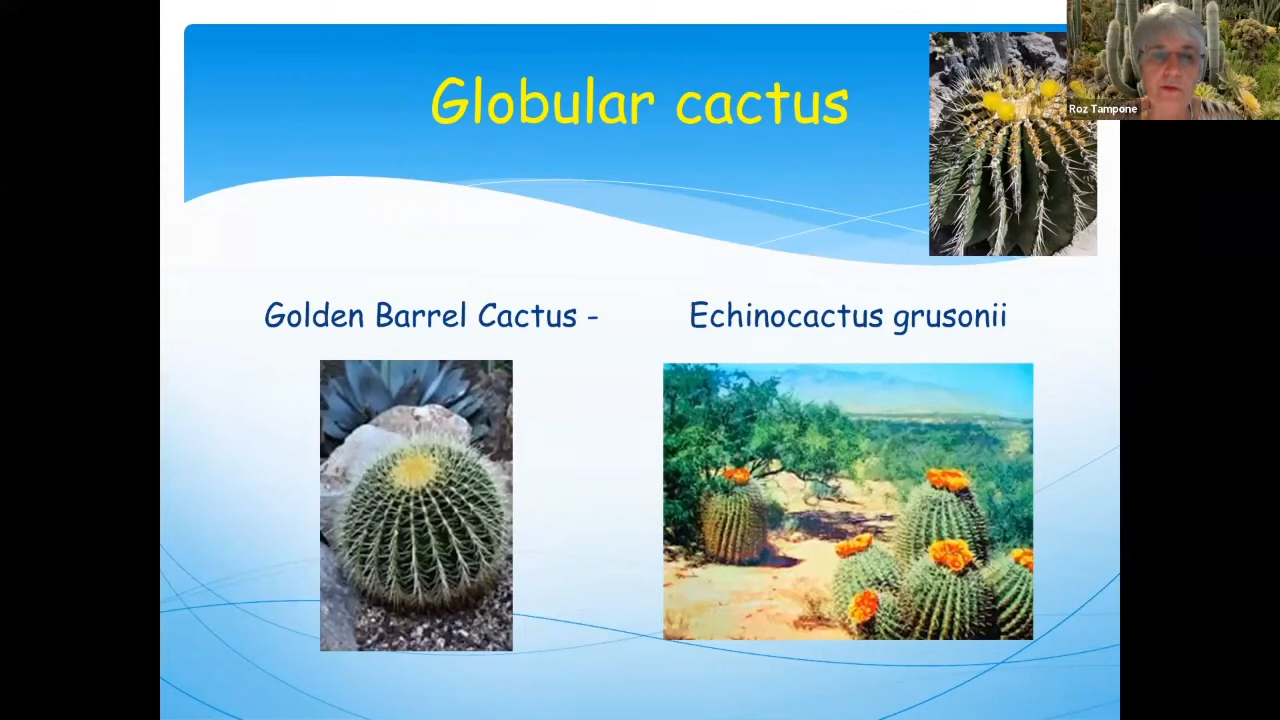 Globular cactus
Roz Tampone
Golden Barrel Cactus -
Echinocactus grusonii